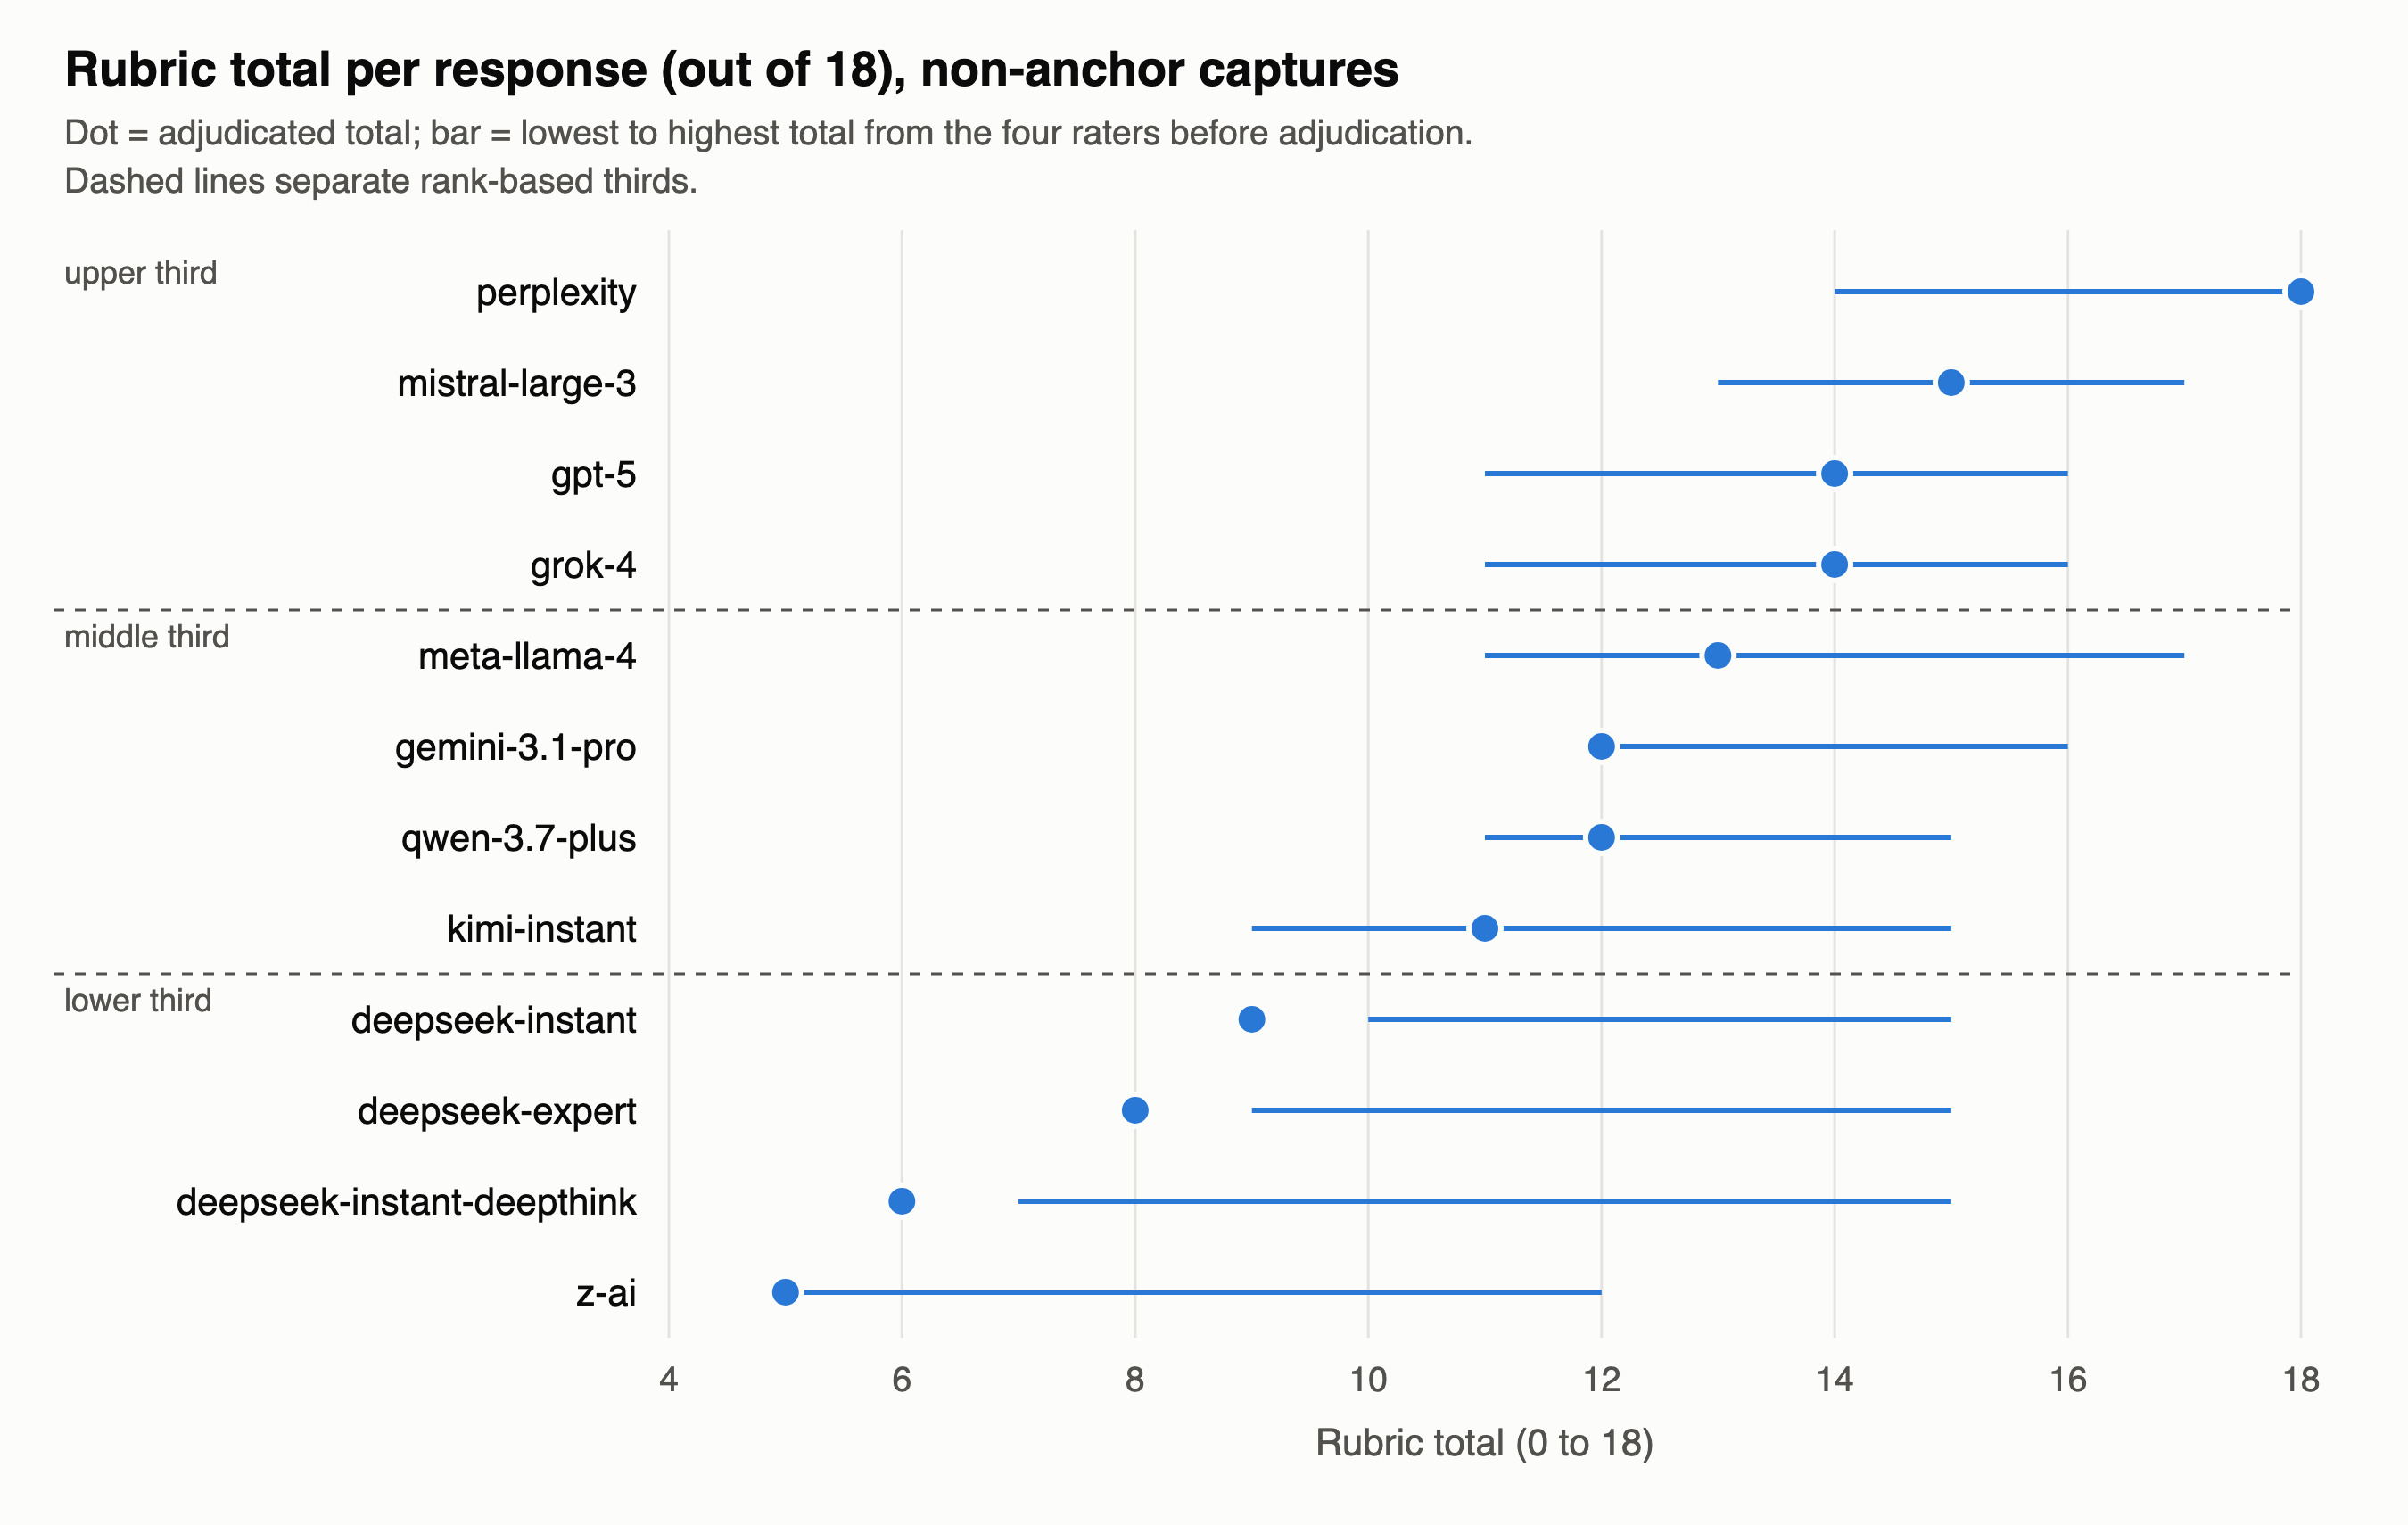 Rubric total per response (out of 18), non-anchor captures
Dot = adjudicated total; bar = lowest to highest total from the four raters before adjudication.
Dashed lines separate rank-based thirds.
upper third
perplexity
mistral-large-3
gpt-5
grok-4
middle third
meta-llama-4
gemini-3.1-pro
qwen-3.7-plus
kimi-instant
lower third
deepseek-instant
deepseek-expert
deepseek-instant-deepthink
z-ai
4 6 8 10 12 14 16 18
Rubric total (0 to 18)